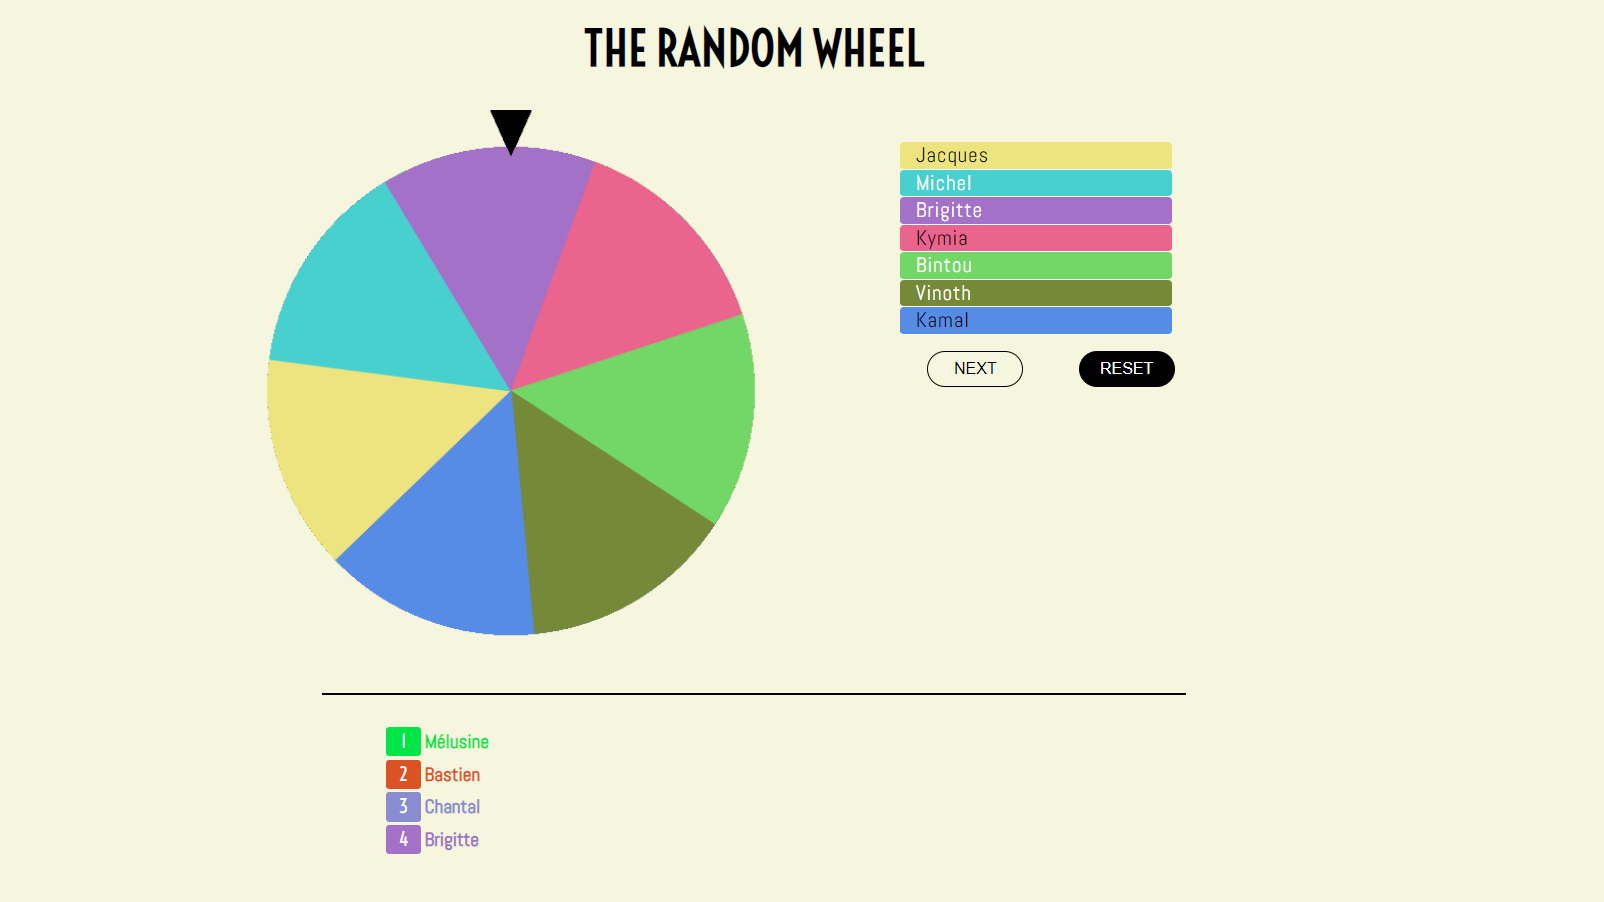 THE RANDOM WHEEL
Jacques
Michel
Brigitte
Kymia
Bintou
Vinoth
Kamal
NEXT RESET
1 Mélusine
2 Bastien
3 Chantal
4 Brigitte